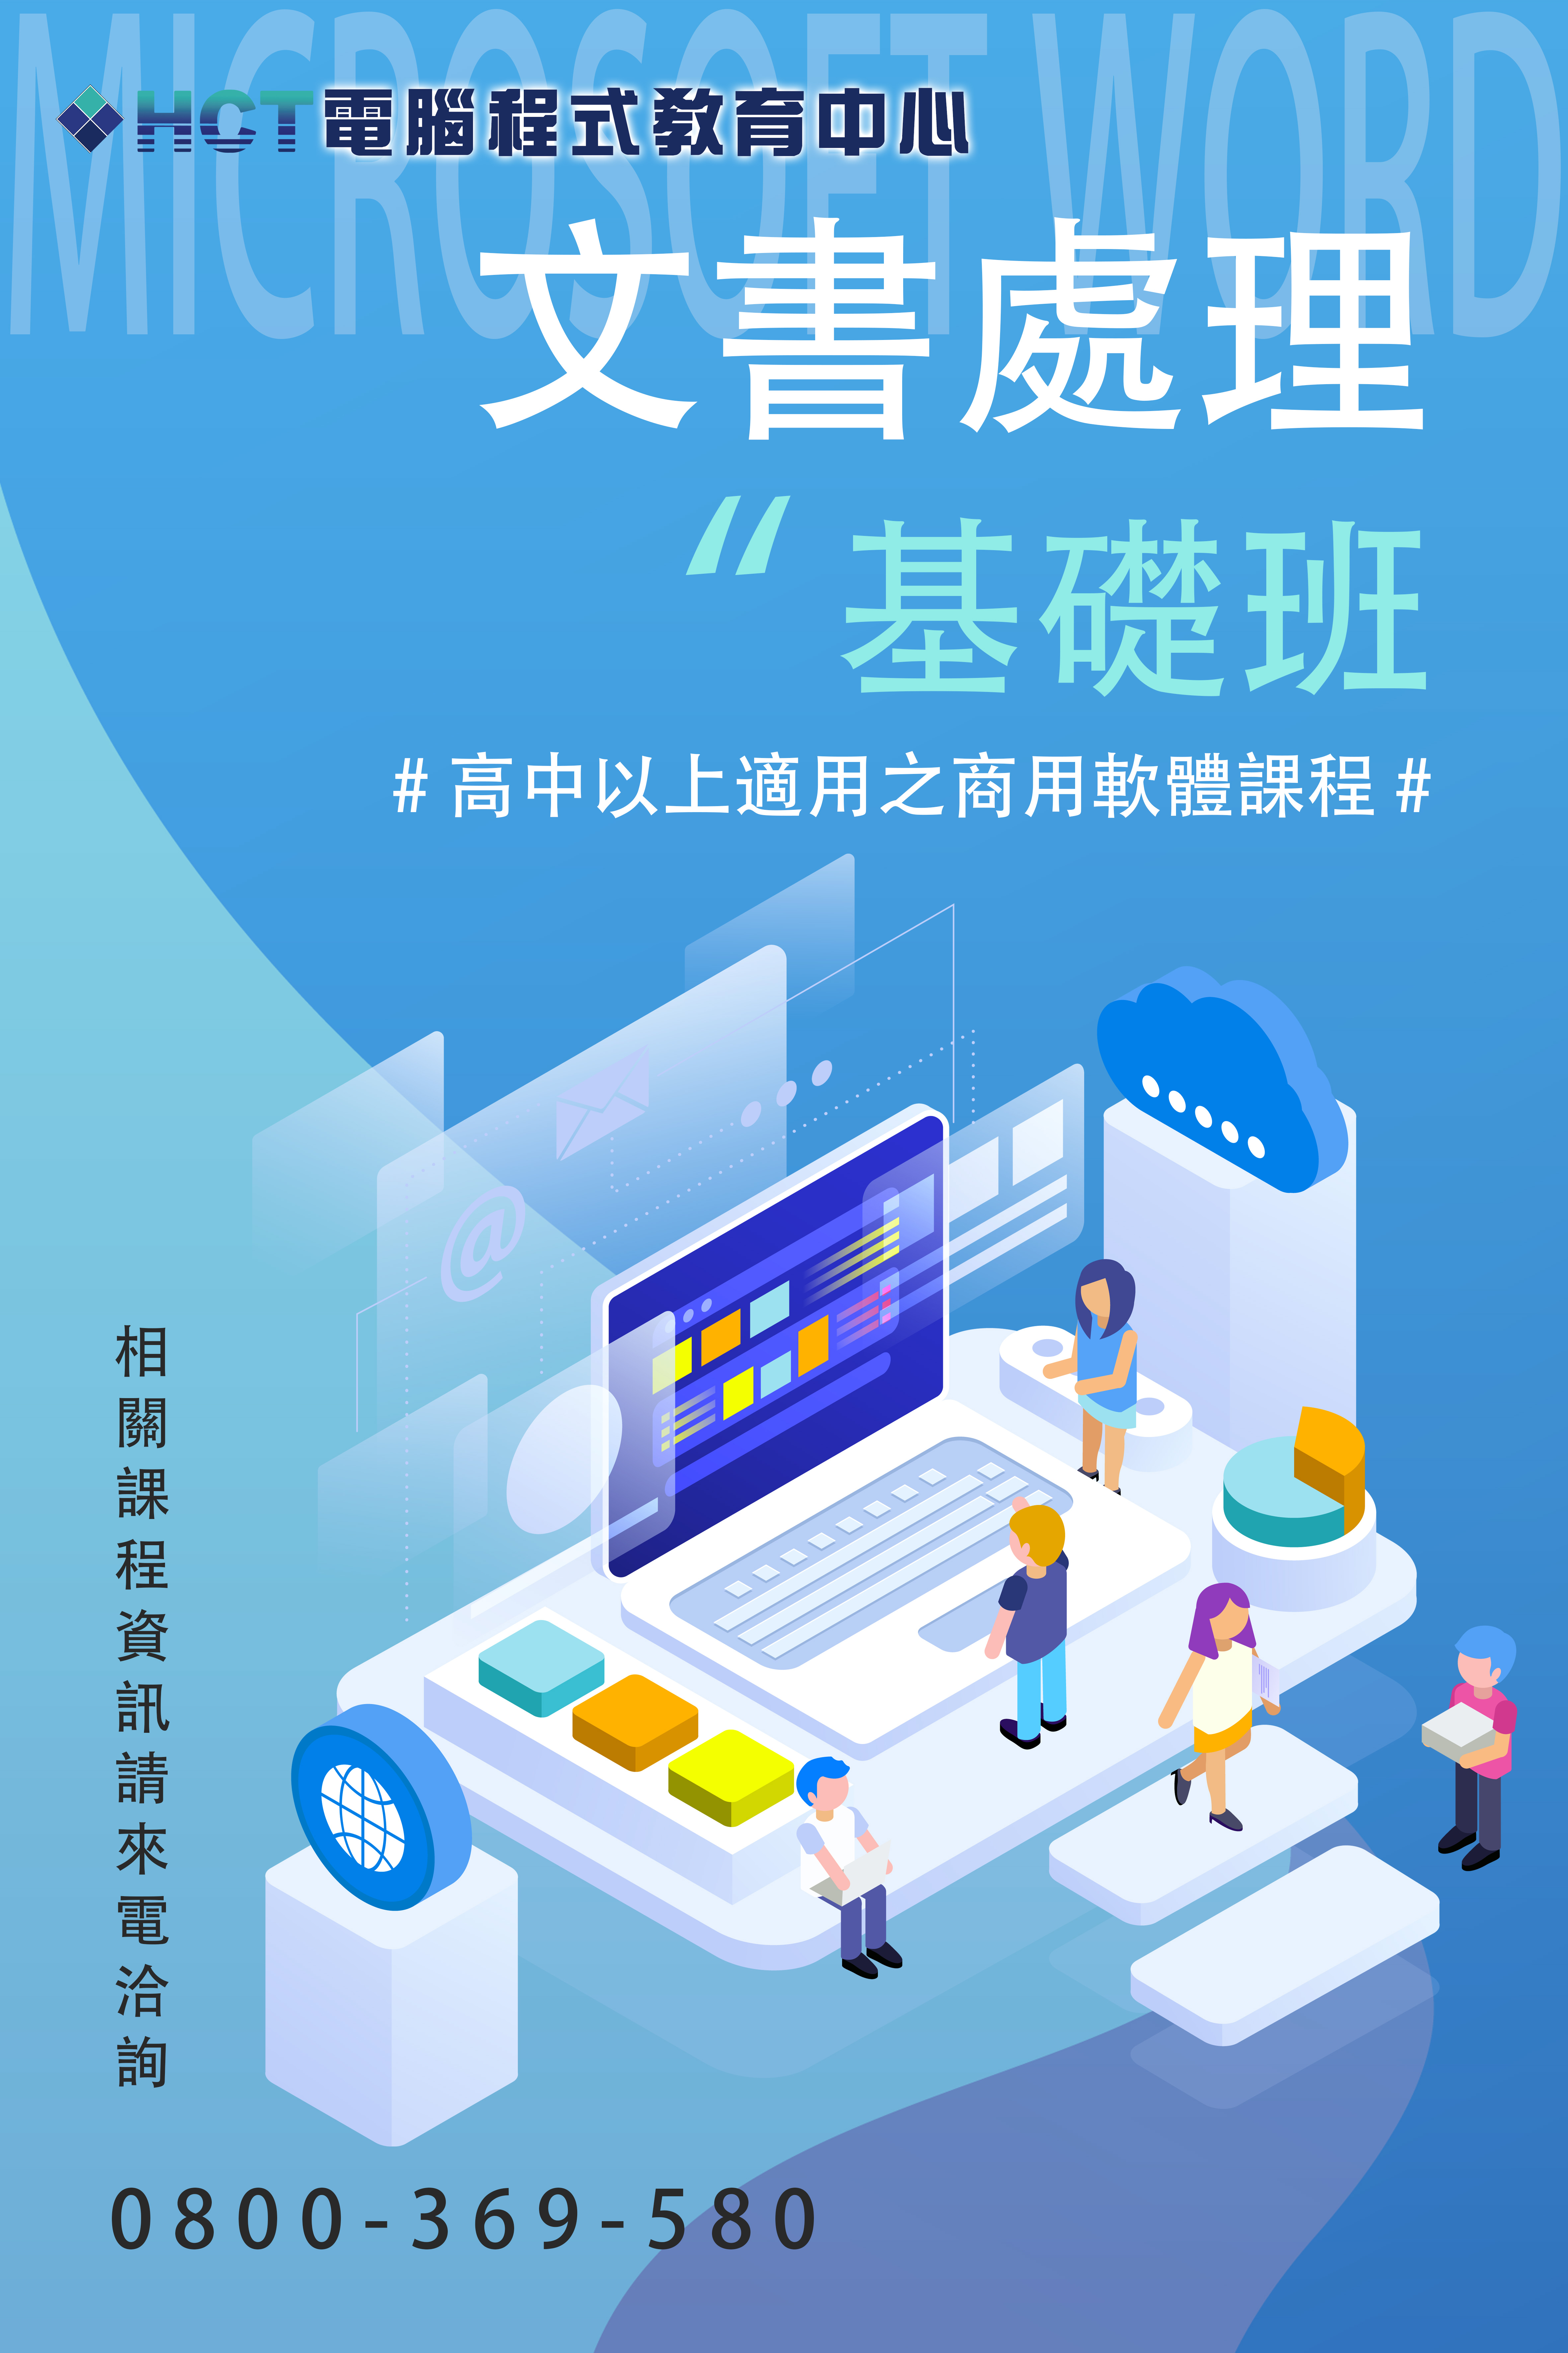 MICROSOFT WORD
HCT電腦程式教育中心
文書處理
“基礎班
#高中以上適用之商用軟體課程#
@
相關課程資訊請來電洽詢
0800-369-580